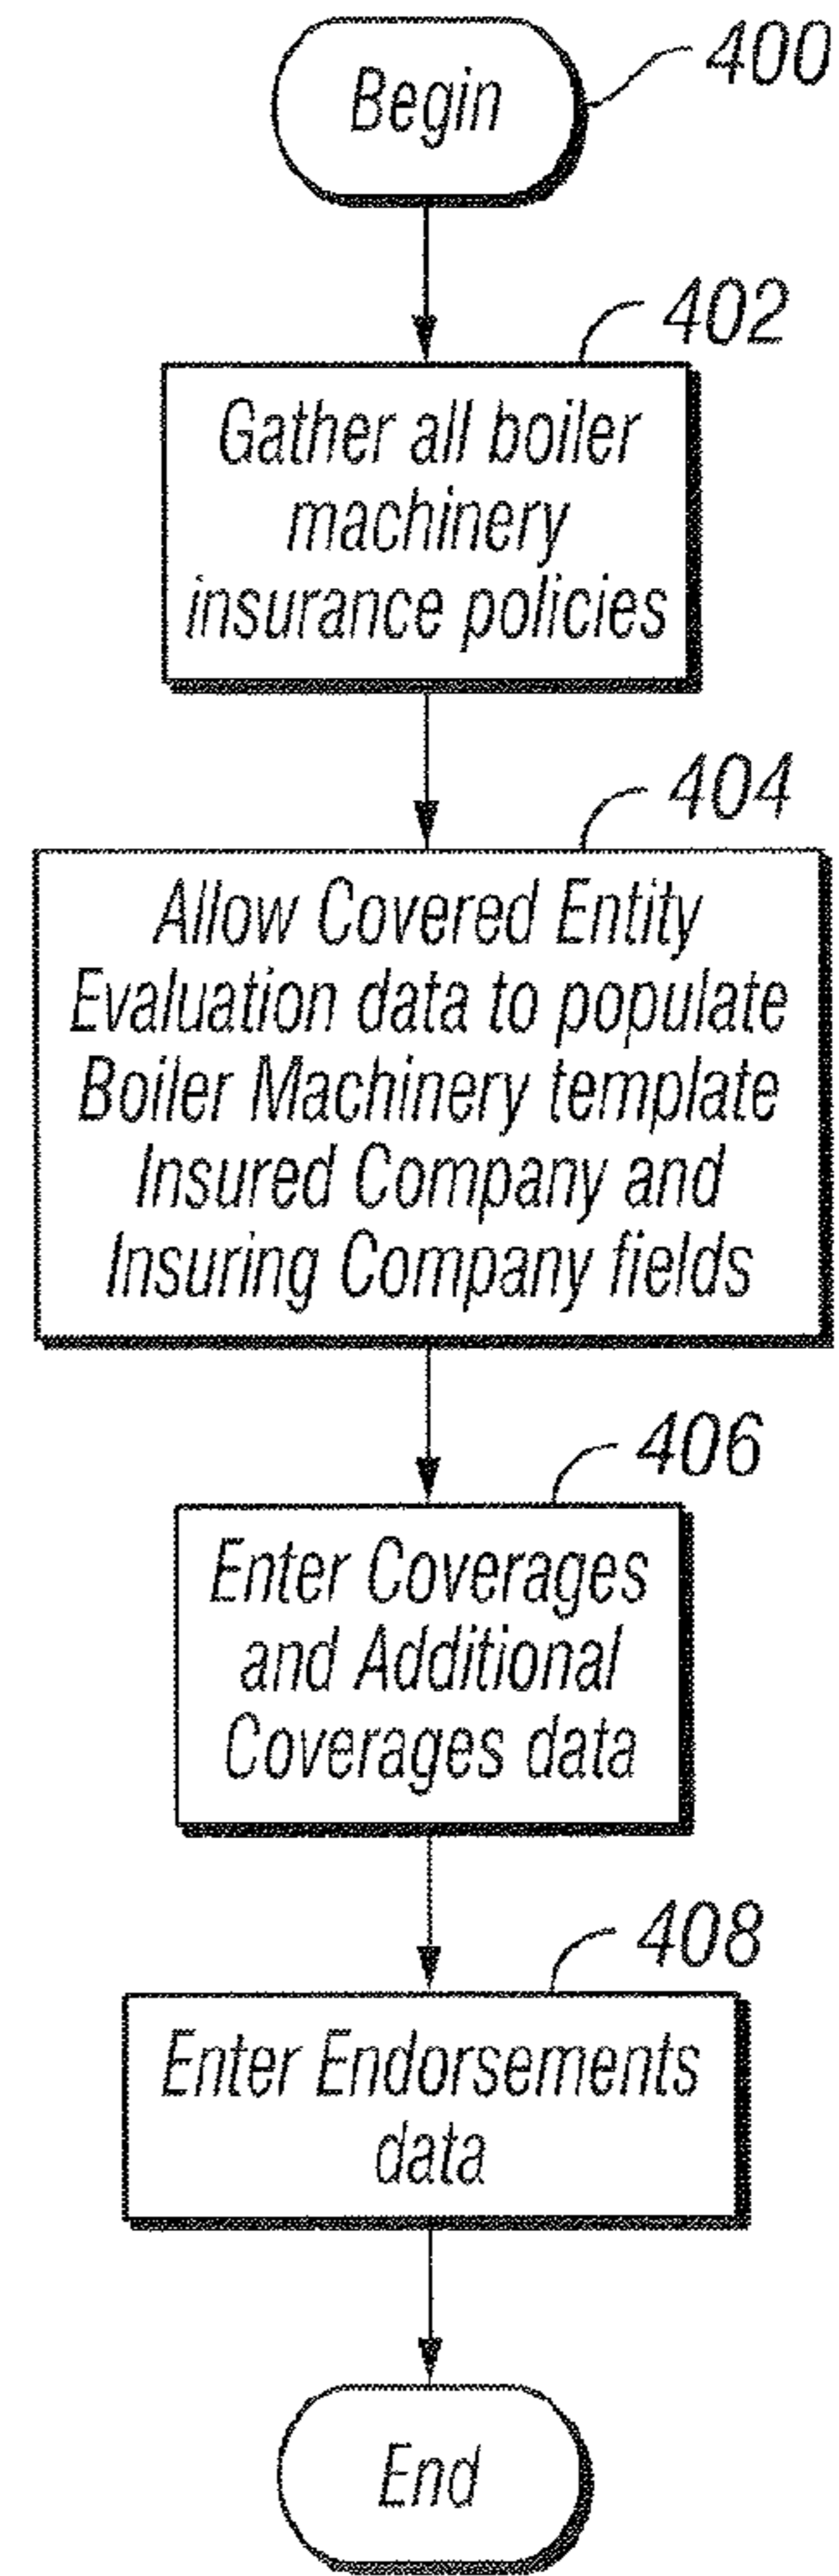 Begin
400
402
Gather all boiler
machinery
insurance policies
404
Allow Covered Entity
Evaluation data to populate
Boiler Machinery template
Insured Company and
Insuring Company fields
406
Enter Coverages
and Additional
Coverages data
408
Enter Endorsements
data
End